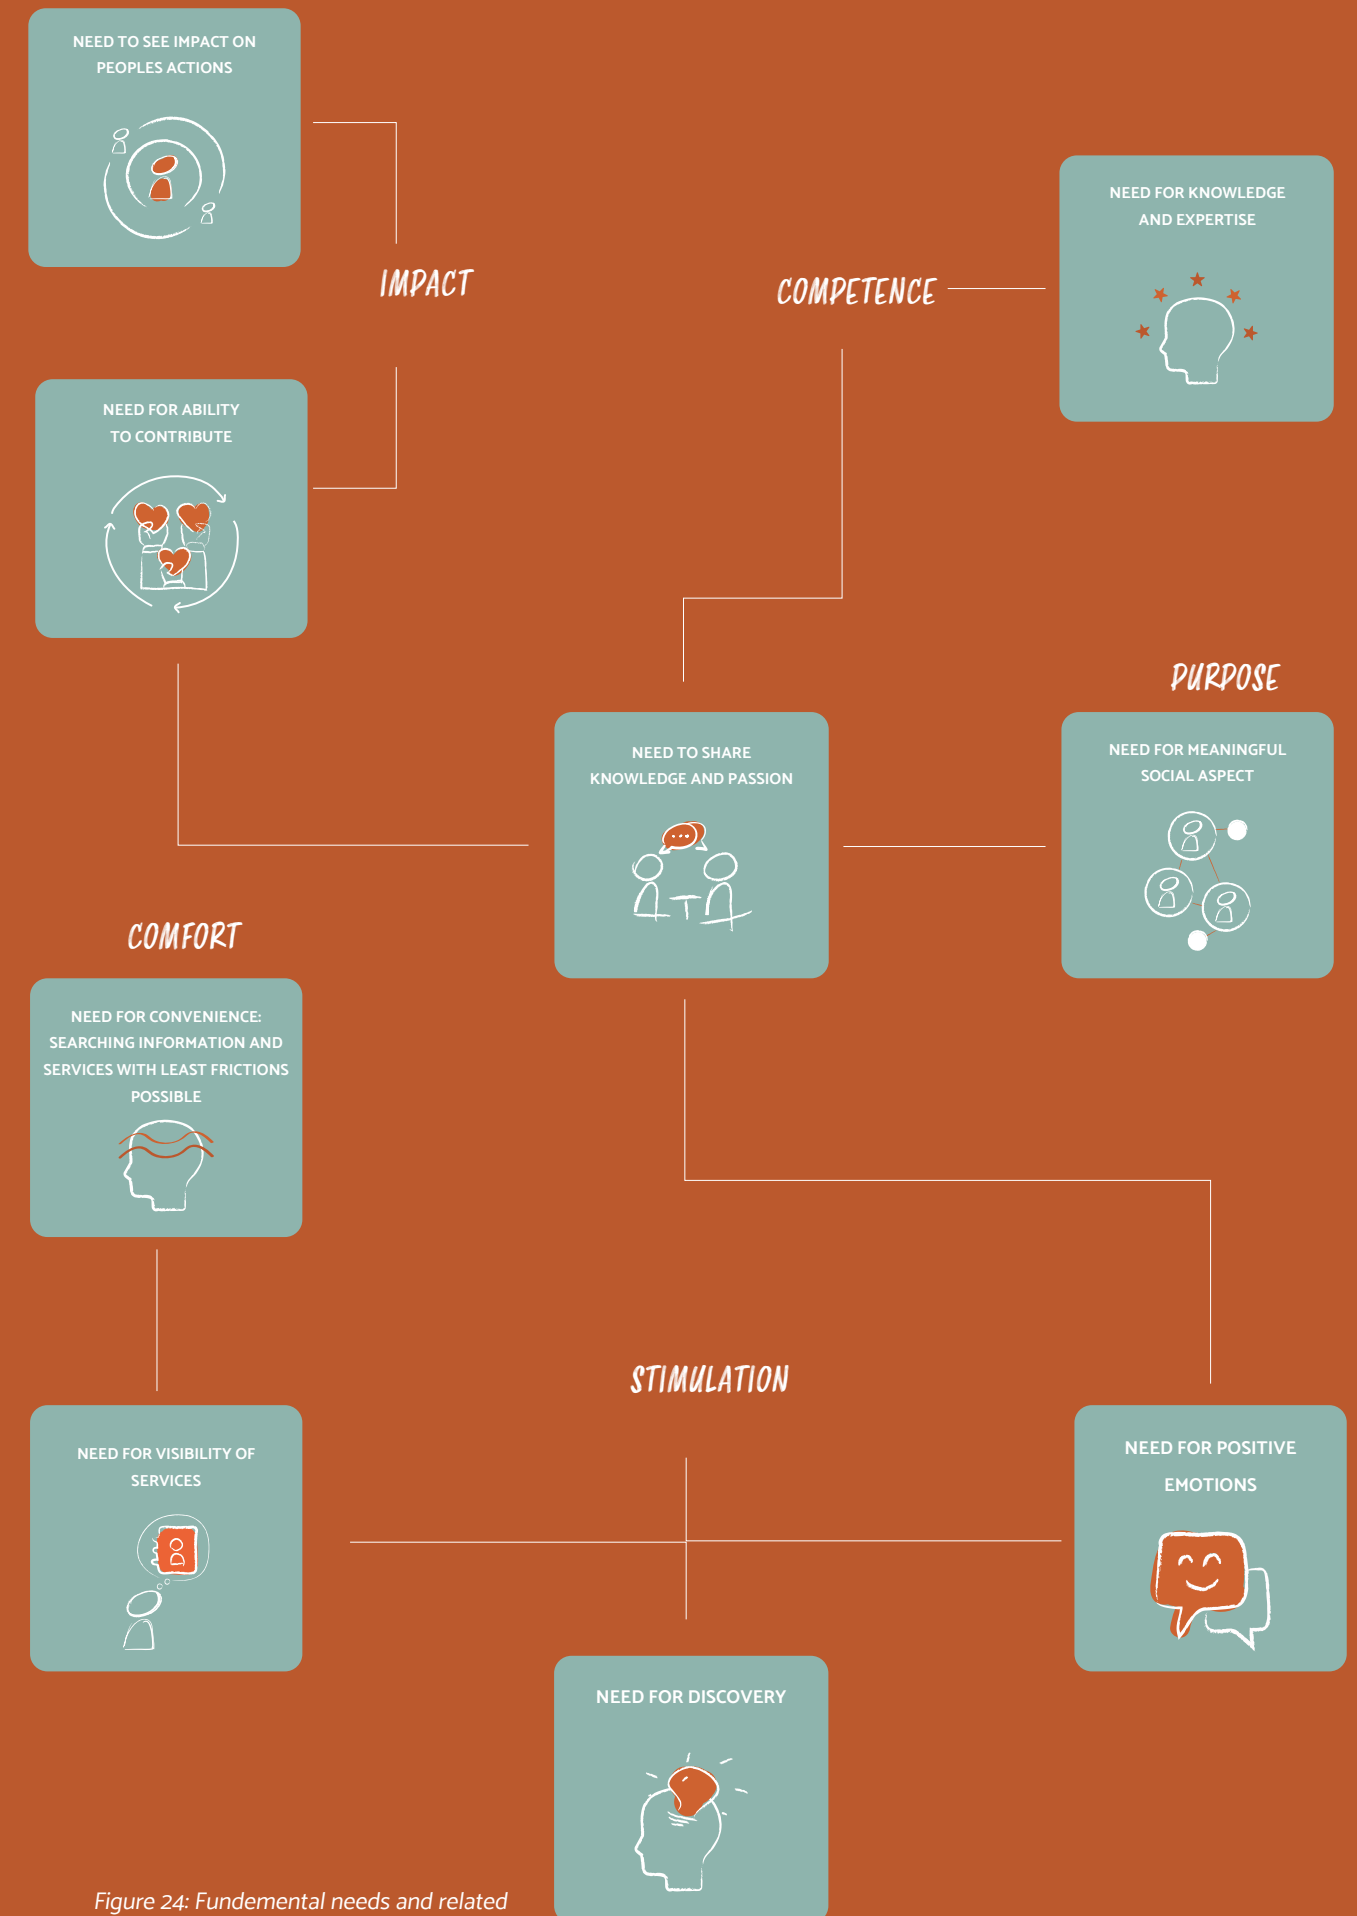 NEED TO SEE IMPACT ON
PEOPLES ACTIONS
NEED FOR KNOWLEDGE
AND EXPERTISE
IMPACT
COMPETENCE
NEED FOR ABILITY
TO CONTRIBUTE
PURPOSE
NEED TO SHARE
KNOWLEDGE AND PASSION
NEED FOR MEANINGFUL
SOCIAL ASPECT
COMFORT
NEED FOR CONVENIENCE:
SEARCHING INFORMATION AND
SERVICES WITH LEAST FRICTIONS
POSSIBLE
STIMULATION
NEED FOR VISIBILITY OF
SERVICES
NEED FOR POSITIVE
EMOTIONS
NEED FOR DISCOVERY
Figure 24: Fundemental needs and related